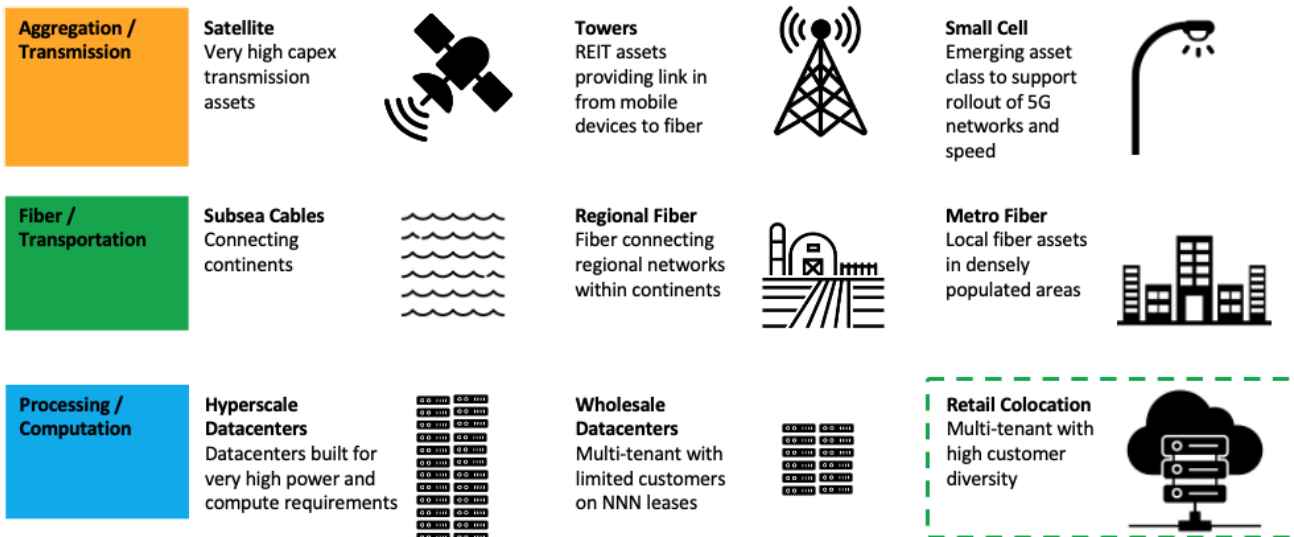 Aggregation /
Transmission
Satellite
Very high capex
transmission
assets
Towers
REIT assets
providing link in
from mobile
devices to fiber
Small Cell
Emerging asset
class to support
rollout of 5G
networks and
speed
Fiber /
Transportation
Subsea Cables
Connecting
continents
Regional Fiber
Fiber connecting
regional networks
within continents
Metro Fiber
Local fiber assets
in densely
populated areas
Processing /
Computation
Hyperscale
Datacenters
Datacenters built for
very high power and
compute requirements
Wholesale
Datacenters
Multi-tenant with
limited customers
on NNN leases
Retail Colocation
Multi-tenant with
high customer
diversity